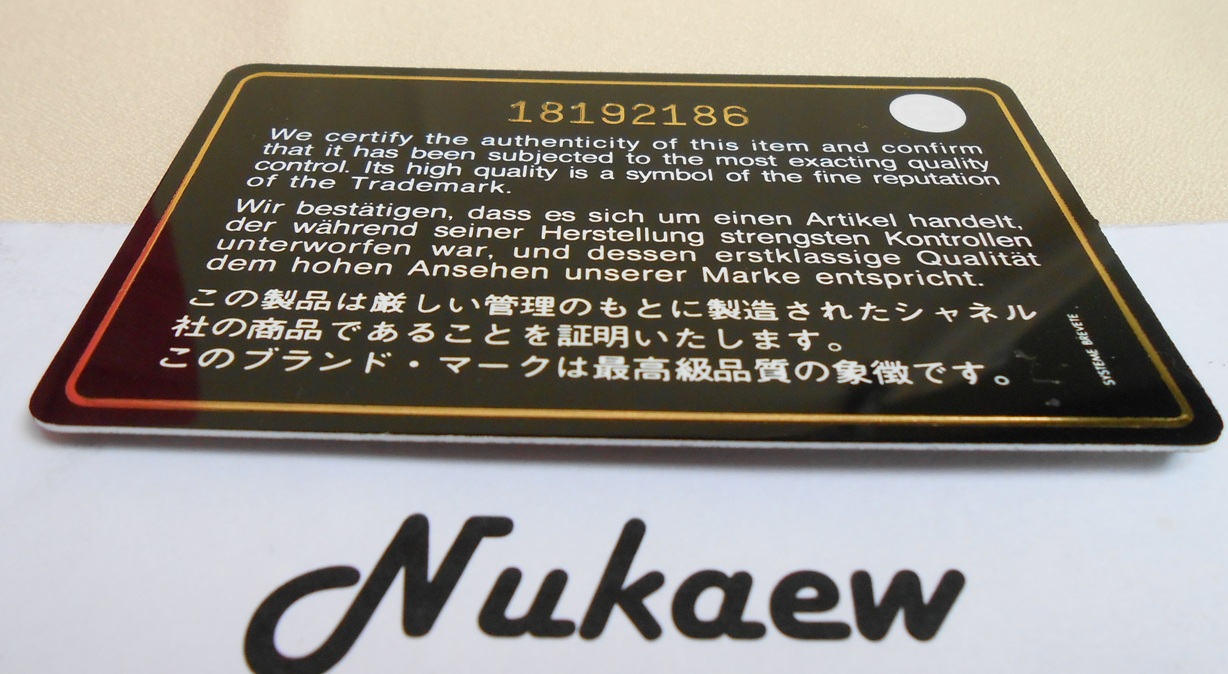 18192186
We certify the authenticity of this item and confirm
that it has been subjected to the most exacting quality
control. Its high quality is a symbol of the fine reputation
of the Trademark.
Wir bestätigen, dass es sich um einen Artikel handelt,
der während seiner Herstellung strengsten Kontrollen
unterworfen war, und dessen erstklassige Qualität
dem hohen Ansehen unserer Marke entspricht.
この製品は厳しい管理のもとに製造されたシャネル
社の商品であることを証明いたします。
このブランド・マークは最高級品質の象徴です。
SYSTEME BREVETE.
Nukaew